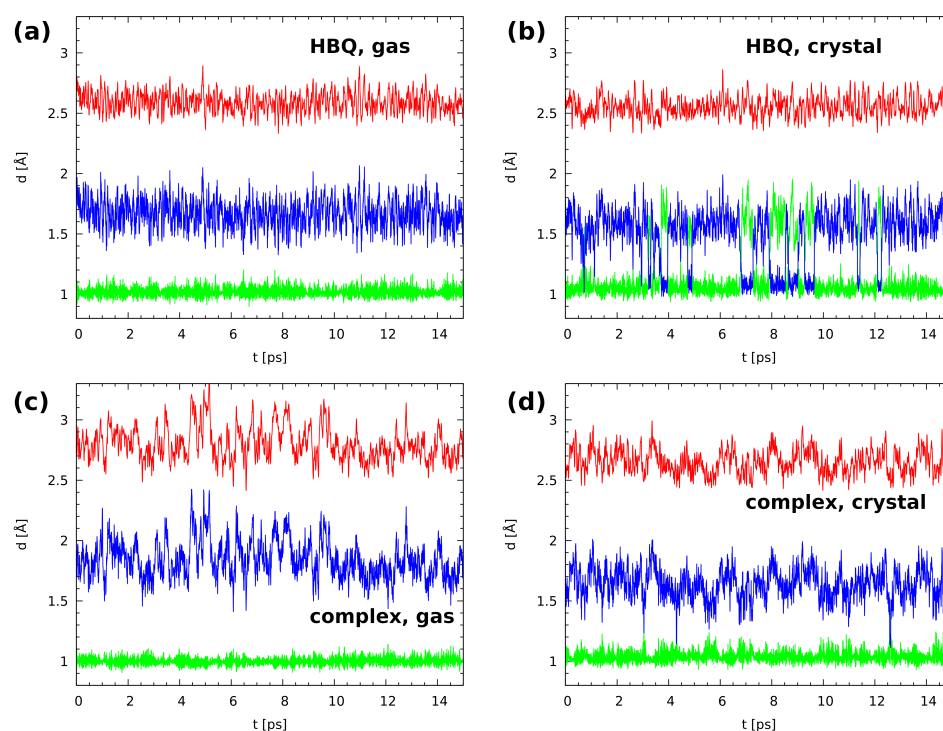 (a)
HBQ, gas
d [Å]
3
2.5
2
1.5
1
0 2 4 6 8 10 12 14
t [ps]
(b)
HBQ, crystal
d [Å]
3
2.5
2
1.5
1
0 2 4 6 8 10 12 14
t [ps]
(c)
complex, gas
d [Å]
3
2.5
2
1.5
1
0 2 4 6 8 10 12 14
t [ps]
(d)
complex, crystal
d [Å]
3
2.5
2
1.5
1
0 2 4 6 8 10 12 14
t [ps]